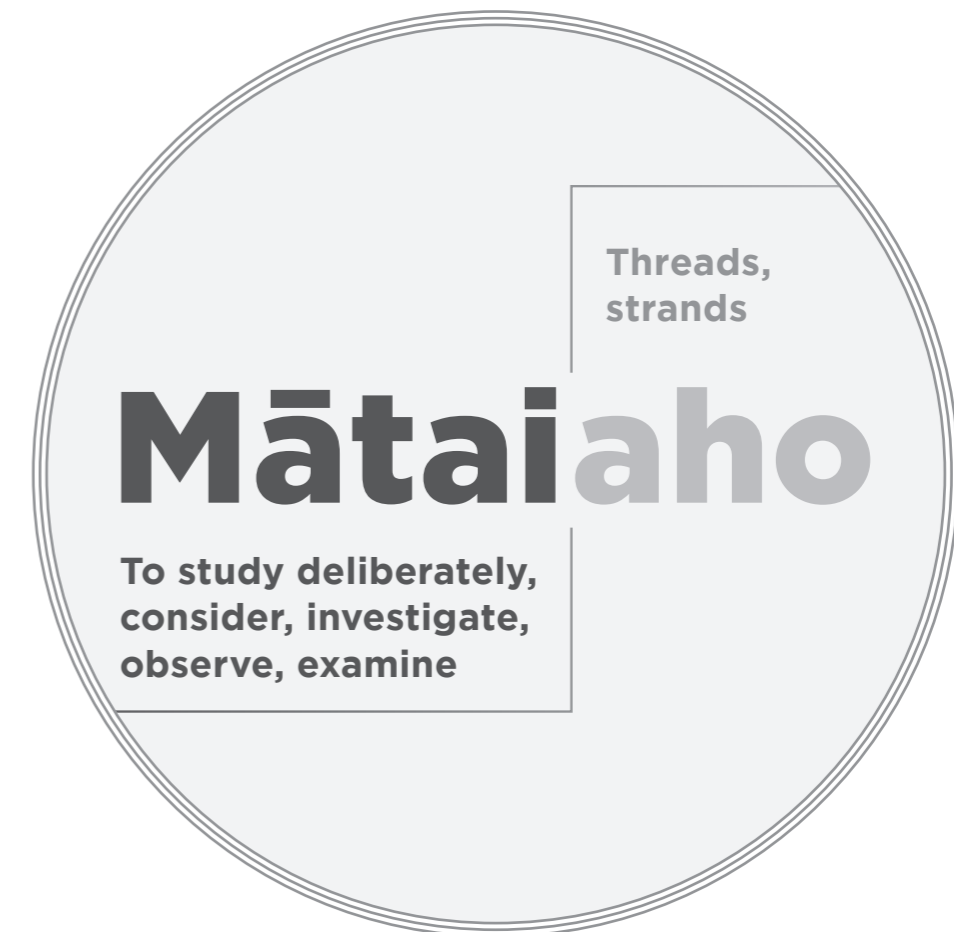 Threads,
strands
Mātaiaho
To study deliberately,
consider, investigate,
observe, examine